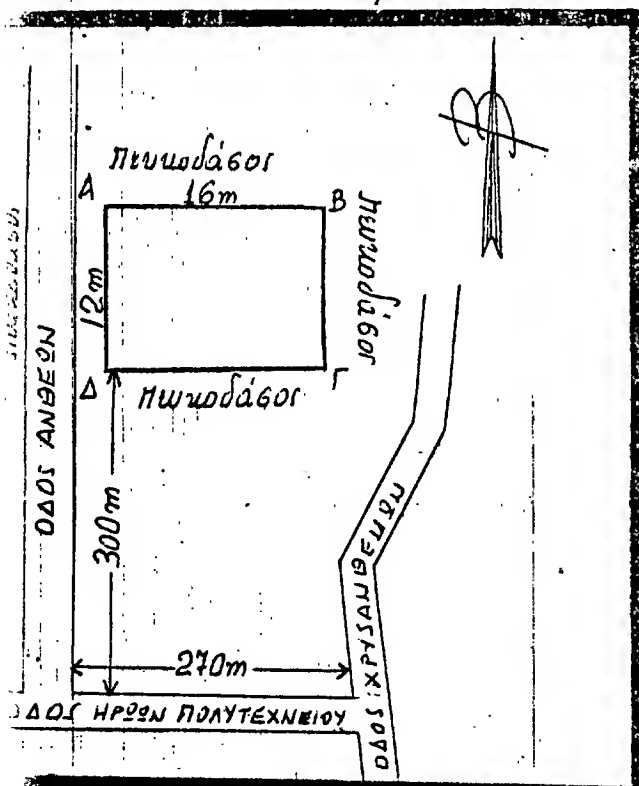 Πευκοδάσος
Α 16m Β
Πευκοδάσος
12m
Δ Πευκοδάσος Γ
ΟΔΟΣ ΑΝΘΕΩΝ
300m
ΟΔΟΣ ΧΡΥΣΑΝΘΕΜΩΝ
270m
ΟΔΟΣ ΗΡΩΩΝ ΠΟΛΥΤΕΧΝΕΙΟΥ